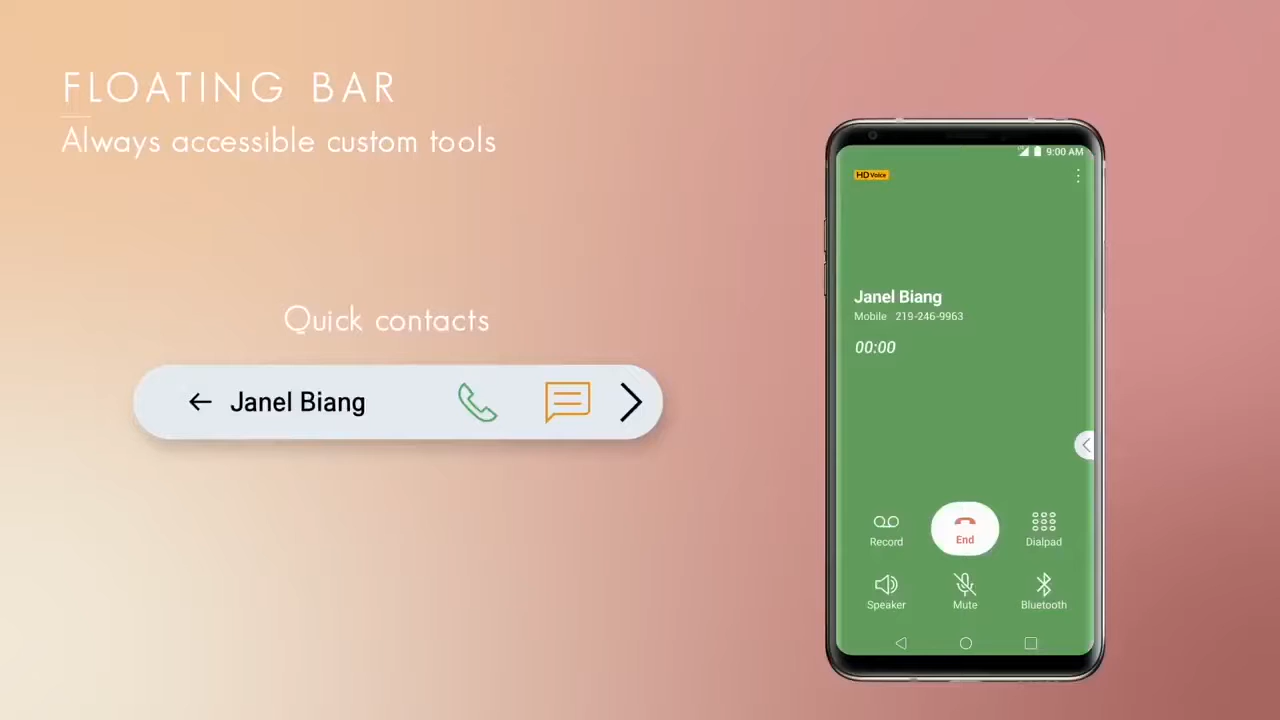 FLOATING BAR
Always accessible custom tools
Quick contacts
Janel Biang
9:00 AM
HD Voice
Janel Biang
Mobile 219-246-9963
00:00
Record
End
Dialpad
Speaker
Mute
Bluetooth